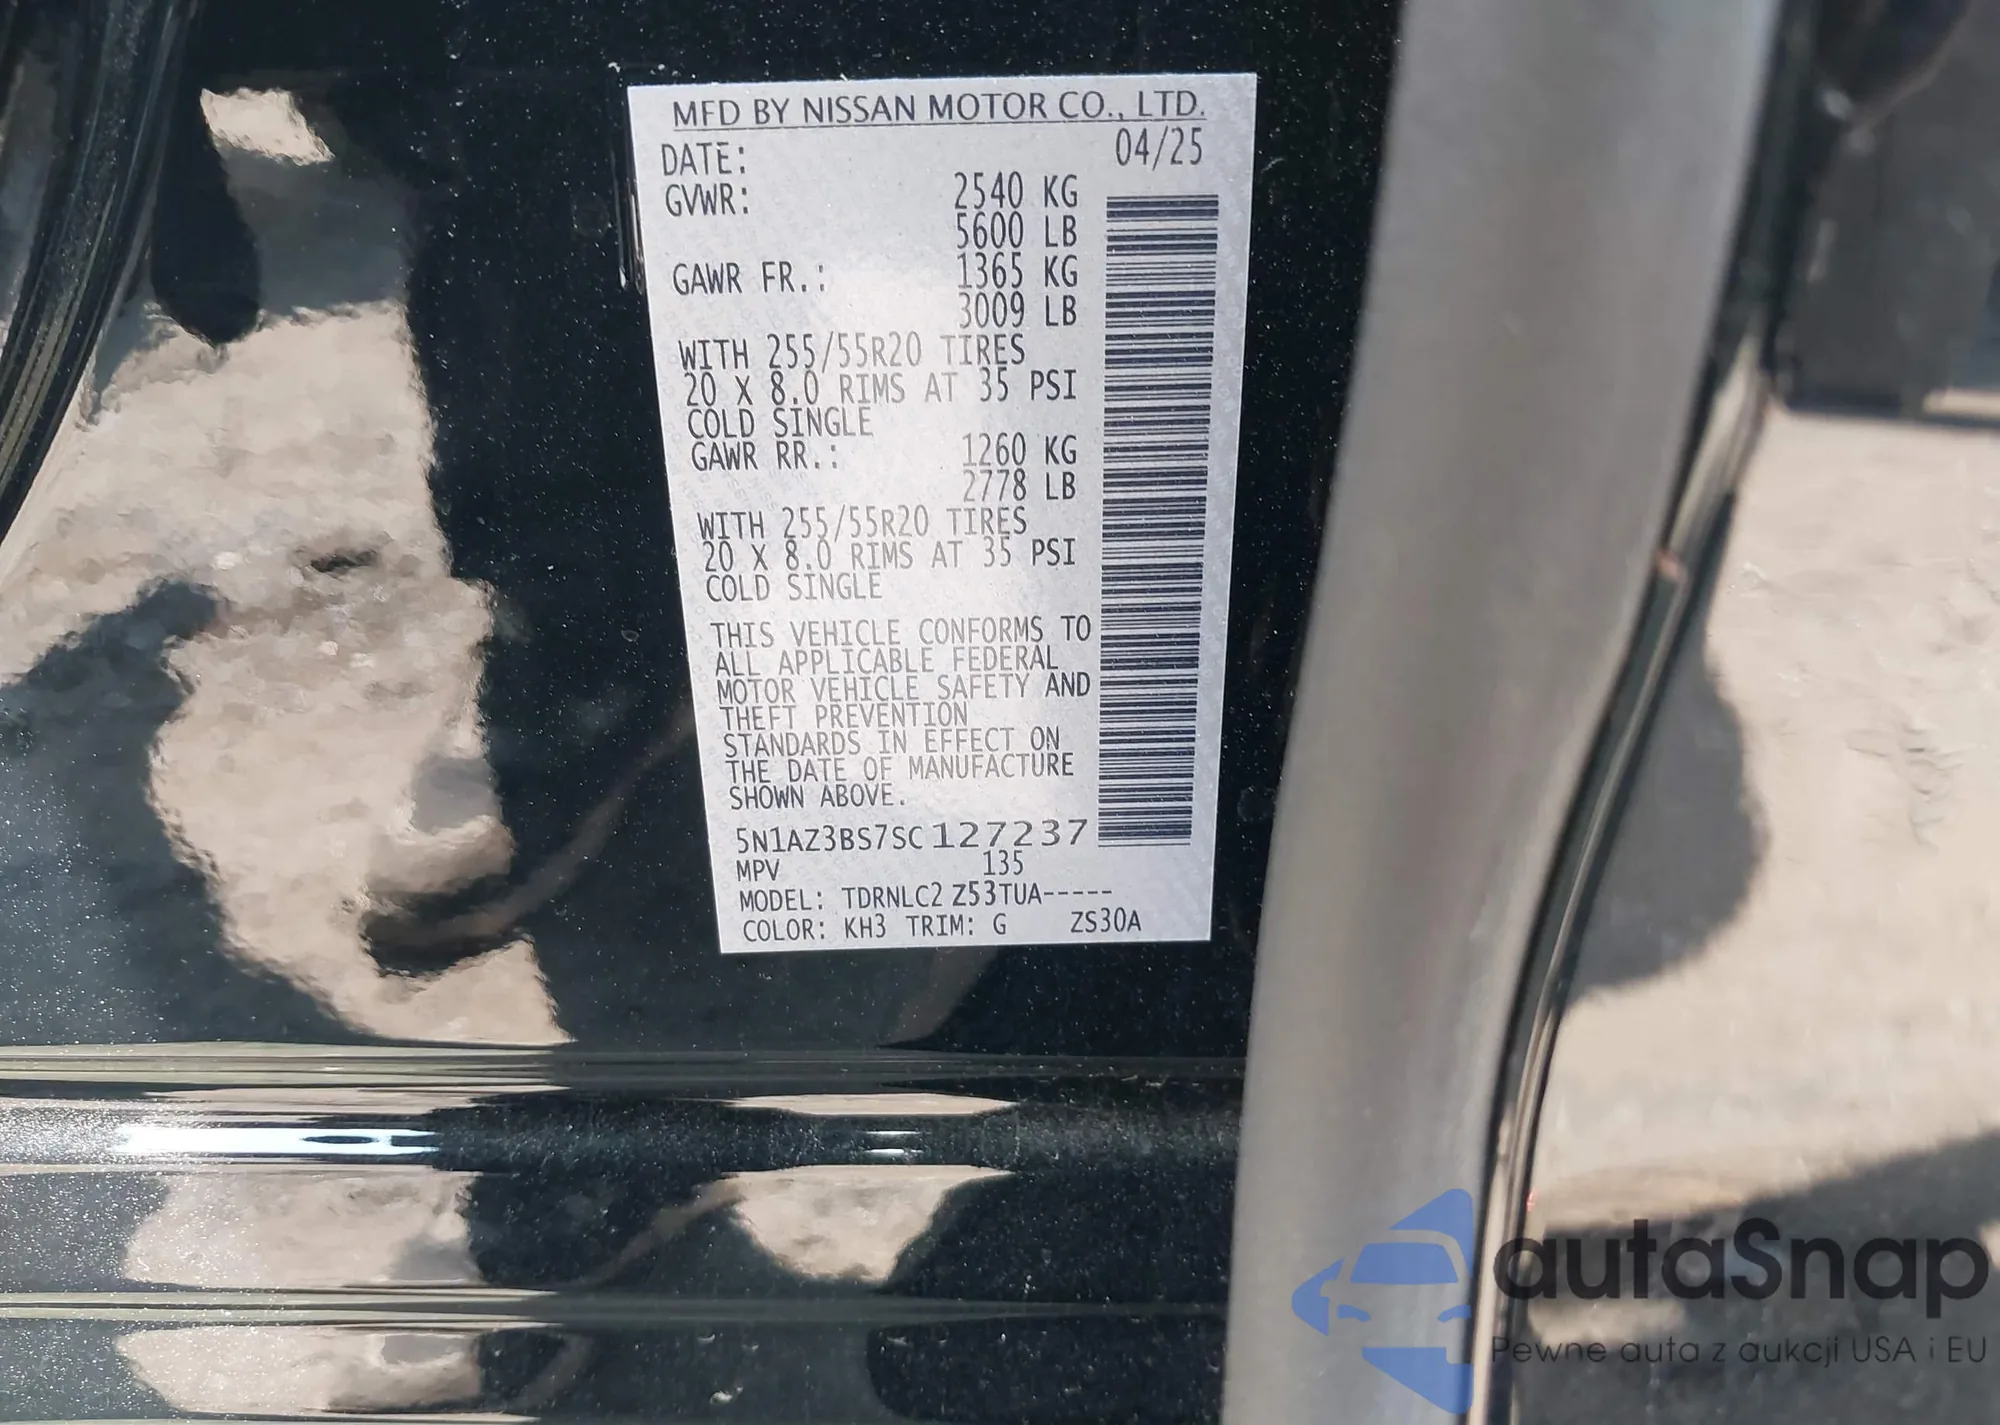 MFD BY NISSAN MOTOR CO., LTD.
DATE: 04/25
GVWR: 2540 KG
5600 LB
GAWR FR.: 1365 KG
3009 LB
WITH 255/55R20 TIRES
20 X 8.0 RIMS AT 35 PSI
COLD SINGLE
GAWR RR.: 1260 KG
2778 LB
WITH 255/55R20 TIRES
20 X 8.0 RIMS AT 35 PSI
COLD SINGLE
THIS VEHICLE CONFORMS TO
ALL APPLICABLE FEDERAL
MOTOR VEHICLE SAFETY AND
THEFT PREVENTION
STANDARDS IN EFFECT ON
THE DATE OF MANUFACTURE
SHOWN ABOVE.
5N1AZ3BS7SC127237
MPV 135
MODEL: TDRNLC2 Z53TUA-----
COLOR: KH3 TRIM: G ZS30A
autaSnap
Pewne auta z aukcji USA i EU